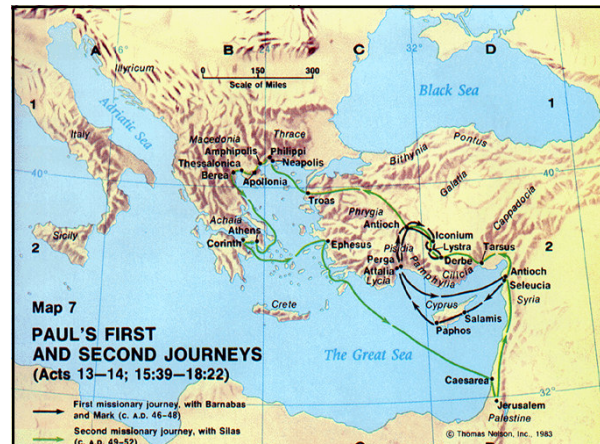 A
B
C
D
16°
24°
32°
Illyricum
0 150 300
Scale of Miles
1
Adriatic Sea
Black Sea
1
Italy
Macedonia
Thrace
Pontus
Bithynia
Amphipolis
Philippi
Thessalonica
Neapolis
Berea
Apollonia
40°
40°
Galatia
Troas
Cappadocia
Phrygia
Achaia
Antioch
Athens
Iconium
Sicily
2
Corinth
Ephesus
Pisidia
Lystra
Tarsus
2
Perga
Derbe
Attalia
Pamphylia
Cilicia
Antioch
Lycia
Seleucia
Crete
Cyprus
Syria
Salamis
Paphos
Map 7
PAUL'S FIRST
AND SECOND JOURNEYS
(Acts 13—14; 15:39—18:22)
The Great Sea
Caesarea
32°
32°
First missionary journey, with Barnabas
and Mark (c. A.D. 46–48)
Jerusalem
Palestine
Second missionary journey, with Silas
(c. A.D. 49–52)
© Thomas Nelson, Inc., 1983